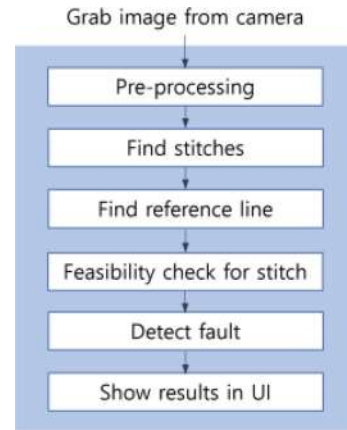 Grab image from camera
Pre-processing
Find stitches
Find reference line
Feasibility check for stitch
Detect fault
Show results in UI